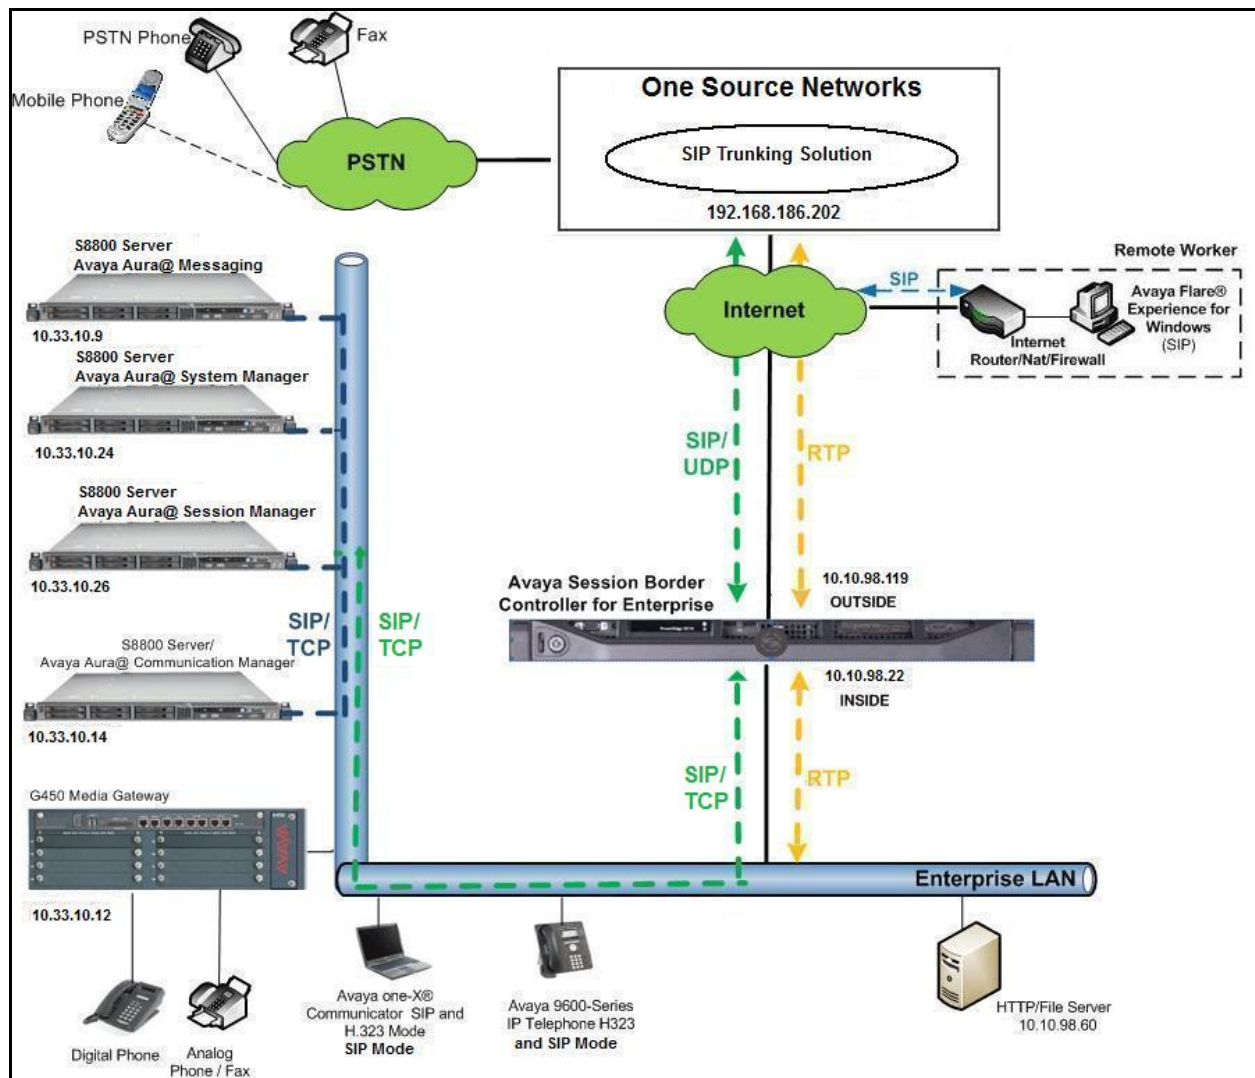 PSTN Phone
Fax
Mobile Phone
PSTN
One Source Networks
SIP Trunking Solution
192.168.186.202
S8800 Server
Avaya Aura@ Messaging
10.33.10.9
S8800 Server
Avaya Aura@ System Manager
10.33.10.24
S8800 Server
Avaya Aura@ Session Manager
10.33.10.26
S8800 Server/
Avaya Aura@ Communication Manager
10.33.10.14
G450 Media Gateway
AVAYA
10.33.10.12
Digital Phone
Analog
Phone / Fax
SIP/
TCP
SIP/
TCP
Internet
SIP
Remote Worker
Avaya Flare®
Experience for
Windows
(SIP)
Internet
Router/Nat/Firewall
SIP/
UDP
RTP
Avaya Session Border
Controller for Enterprise
10.10.98.119
OUTSIDE
10.10.98.22
INSIDE
SIP/
TCP
RTP
Enterprise LAN
Avaya one-X®
Communicator SIP and
H.323 Mode
SIP Mode
Avaya 9600-Series
IP Telephone H323
and SIP Mode
HTTP/File Server
10.10.98.60